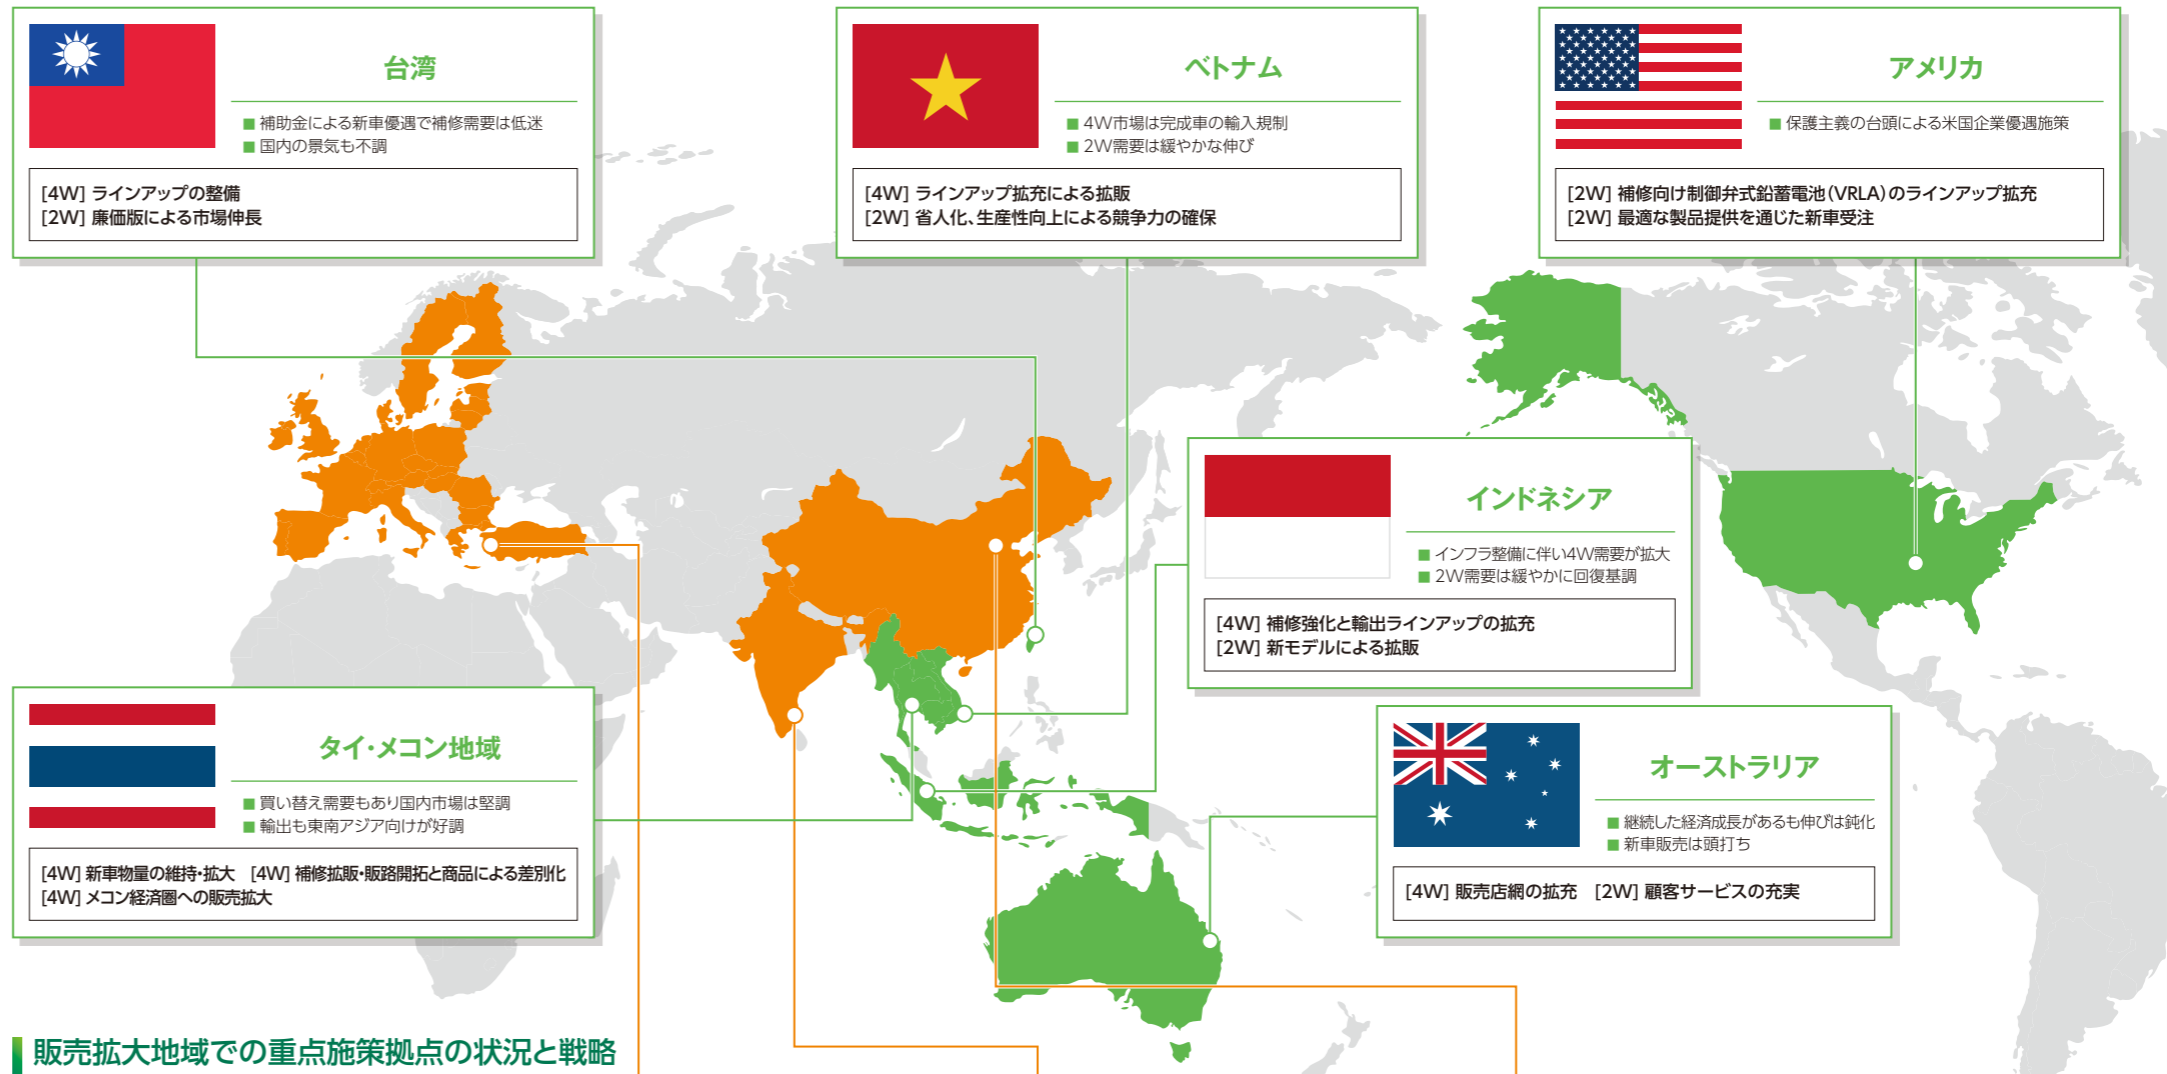 台湾
■ 補助金による新車優遇で補修需要は低迷
■ 国内の景気も不調
[4W] ラインアップの整備
[2W] 廉価版による市場伸長
ベトナム
■ 4W市場は完成車の輸入規制
■ 2W需要は緩やかな伸び
[4W] ラインアップ拡充による拡販
[2W] 省人化、生産性向上による競争力の確保
アメリカ
■ 保護主義の台頭による米国企業優遇施策
[2W] 補修向け制御弁式鉛蓄電池(VRLA)のラインアップ拡充
[2W] 最適な製品提供を通じた新車受注
インドネシア
■ インフラ整備に伴い4W需要が拡大
■ 2W需要は緩やかに回復基調
[4W] 補修強化と輸出ラインアップの拡充
[2W] 新モデルによる拡販
タイ・メコン地域
■ 買い替え需要もあり国内市場は堅調
■ 輸出も東南アジア向けが好調
[4W] 新車物量の維持・拡大 [4W] 補修拡販・販路開拓と商品による差別化
[4W] メコン経済圏への販売拡大
オーストラリア
■ 継続した経済成長があるも伸びは鈍化
■ 新車販売は頭打ち
[4W] 販売店網の拡充 [2W] 顧客サービスの充実
販売拡大地域での重点施策拠点の状況と戦略